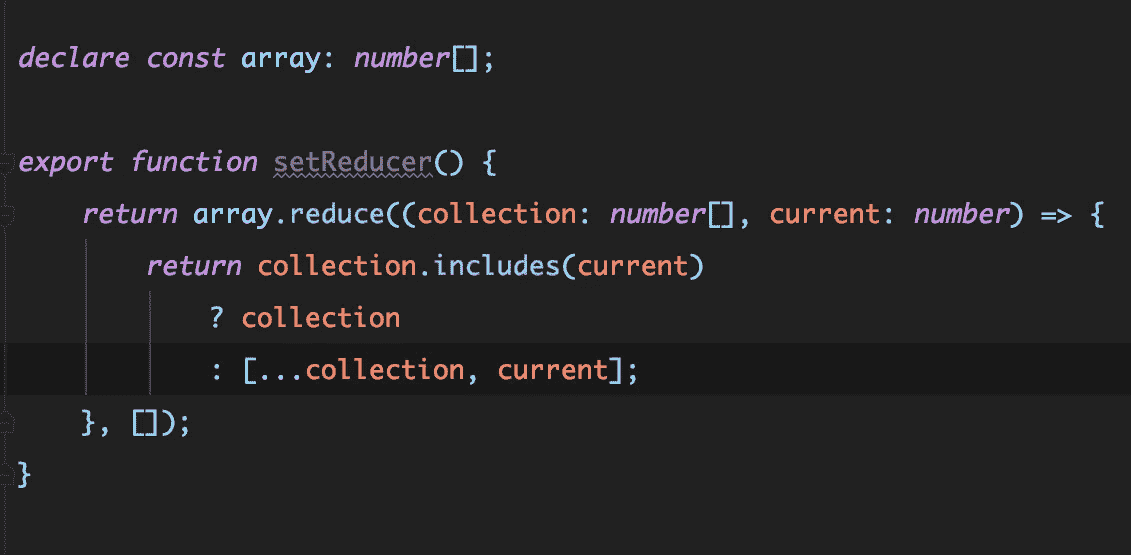 declare const array: number[];
export function setReducer() {
return array.reduce((collection: number[], current: number) => {
return collection.includes(current)
? collection
: [...collection, current];
}, []);
}